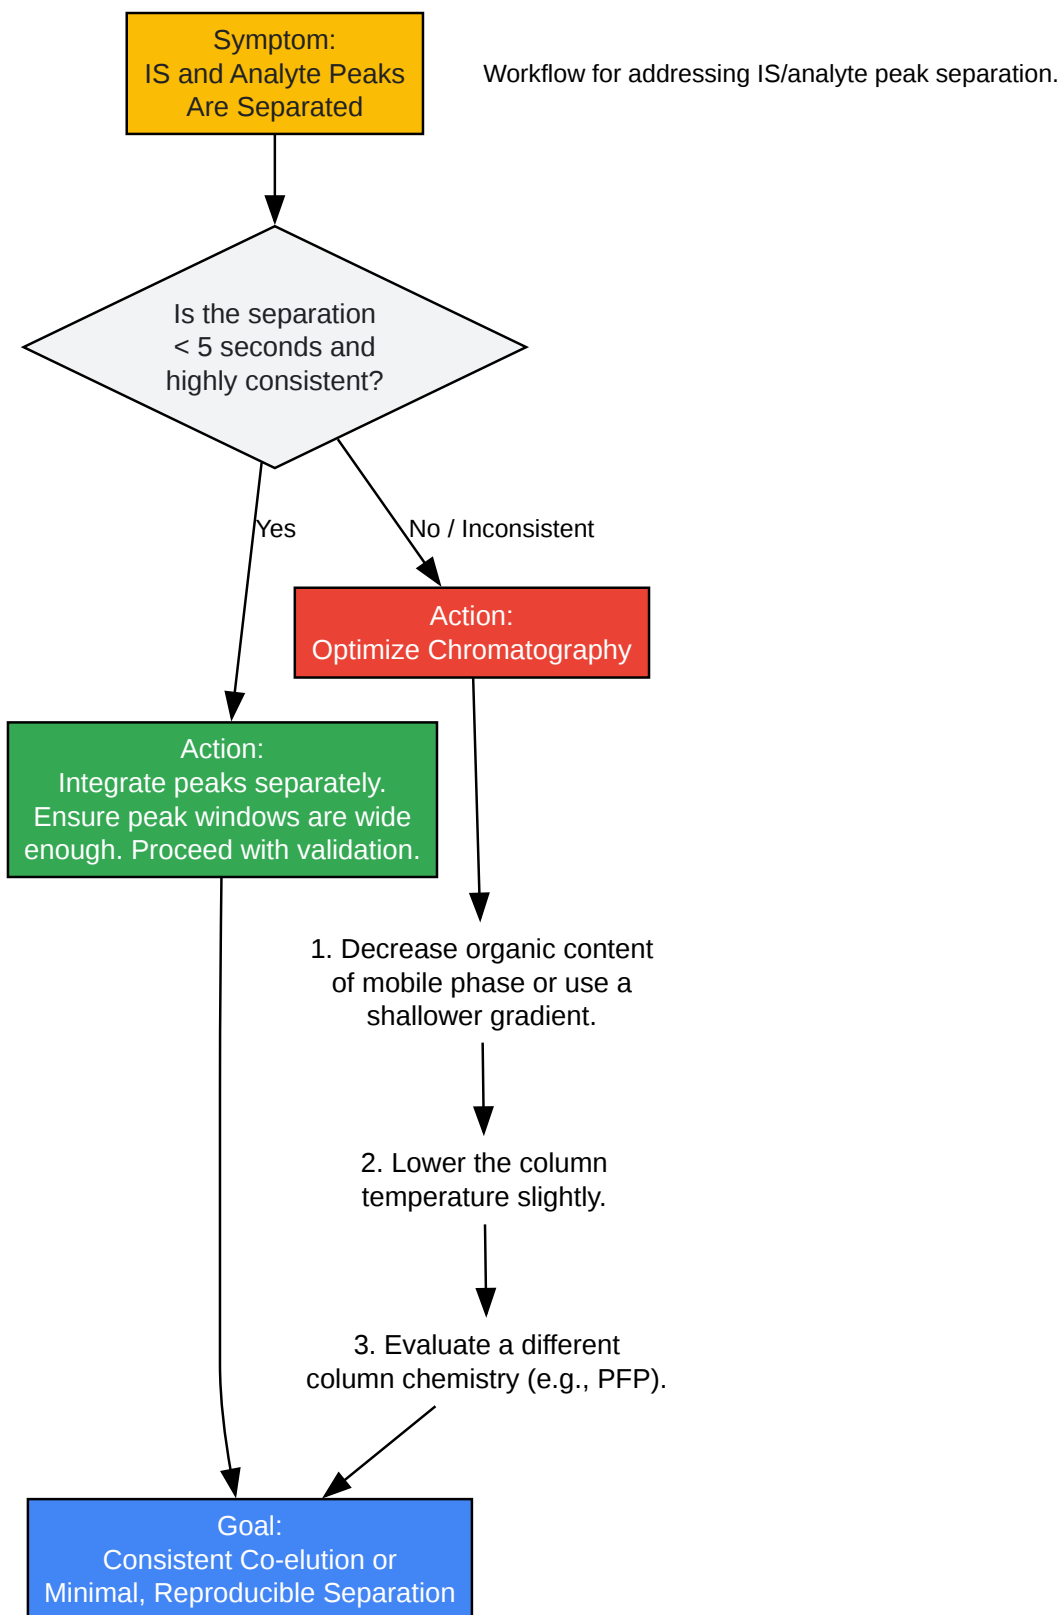 Symptom:
IS and Analyte Peaks
Are Separated
Workflow for addressing IS/analyte peak separation.
Is the separation
< 5 seconds and
highly consistent?
Yes
No / Inconsistent
Action:
Optimize Chromatography
Action:
Integrate peaks separately.
Ensure peak windows are wide
enough. Proceed with validation.
1. Decrease organic content
of mobile phase or use a
shallower gradient.
2. Lower the column
temperature slightly.
3. Evaluate a different
column chemistry (e.g., PFP).
Goal:
Consistent Co-elution or
Minimal, Reproducible Separation